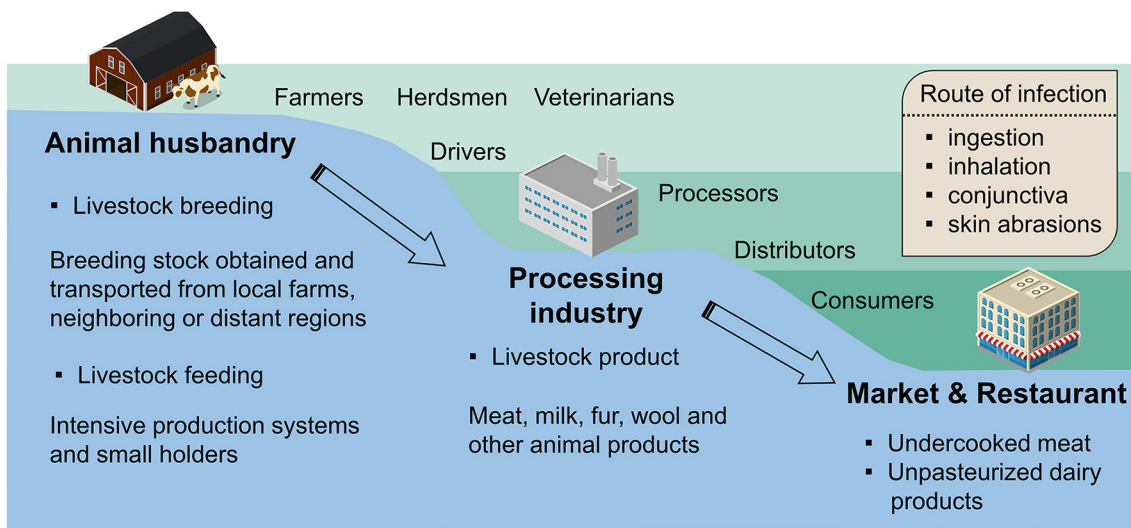 Farmers Herdsmen Veterinarians
Animal husbandry
Drivers
▪ Livestock breeding
Breeding stock obtained and
transported from local farms,
neighboring or distant regions
▪ Livestock feeding
Intensive production systems
and small holders
Processors
Processing
industry
▪ Livestock product
Meat, milk, fur, wool and
other animal products
Distributors
Consumers
Market & Restaurant
▪ Undercooked meat
▪ Unpasteurized dairy
products
Route of infection
▪ ingestion
▪ inhalation
▪ conjunctiva
▪ skin abrasions